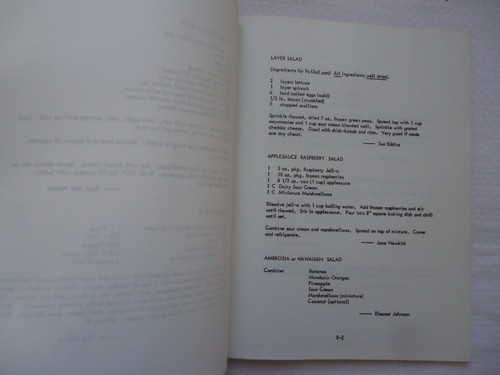 LAYER SALAD
(Ingredients for 9x13x2 pan) All ingredients well dried.
2 layers lettuce
1 layer spinach
6 hard boiled eggs (cold)
1/2 lb. bacon (crumbled)
5 chopped scallions
Sprinkle thawed, dried 7 oz. frozen green peas. Spread top with 1 cup
mayonnaise and 1 cup sour cream blended well. Sprinkle with grated
cheddar cheese. Good with shish-kabob and rice. Very good if made
one day ahead.
—— Sue Robbins
APPLESAUCE RASPBERRY SALAD
1 3 oz. pkg. Raspberry Jell-o
1 10 oz. pkg. frozen raspberries
1 8 1/2 oz. can (1 cup) applesauce
1 C Dairy Sour Cream
1 C Miniature Marshmallows
Dissolve jell-o with 1 cup boiling water. Add frozen raspberries and stir
until thawed. Stir in applesauce. Pour into 8" square baking dish and chill
until set.
Combine sour cream and marshmallows. Spread on top of mixture. Cover
and refrigerate.
—— Jane Newkirk
AMBROSIA or HAWAIIAN SALAD
Combine: Bananas
Mandarin Oranges
Pineapple
Sour Cream
Marshmallows (miniature)
Coconut (optional)
—— Eleanor Johnson
E-2